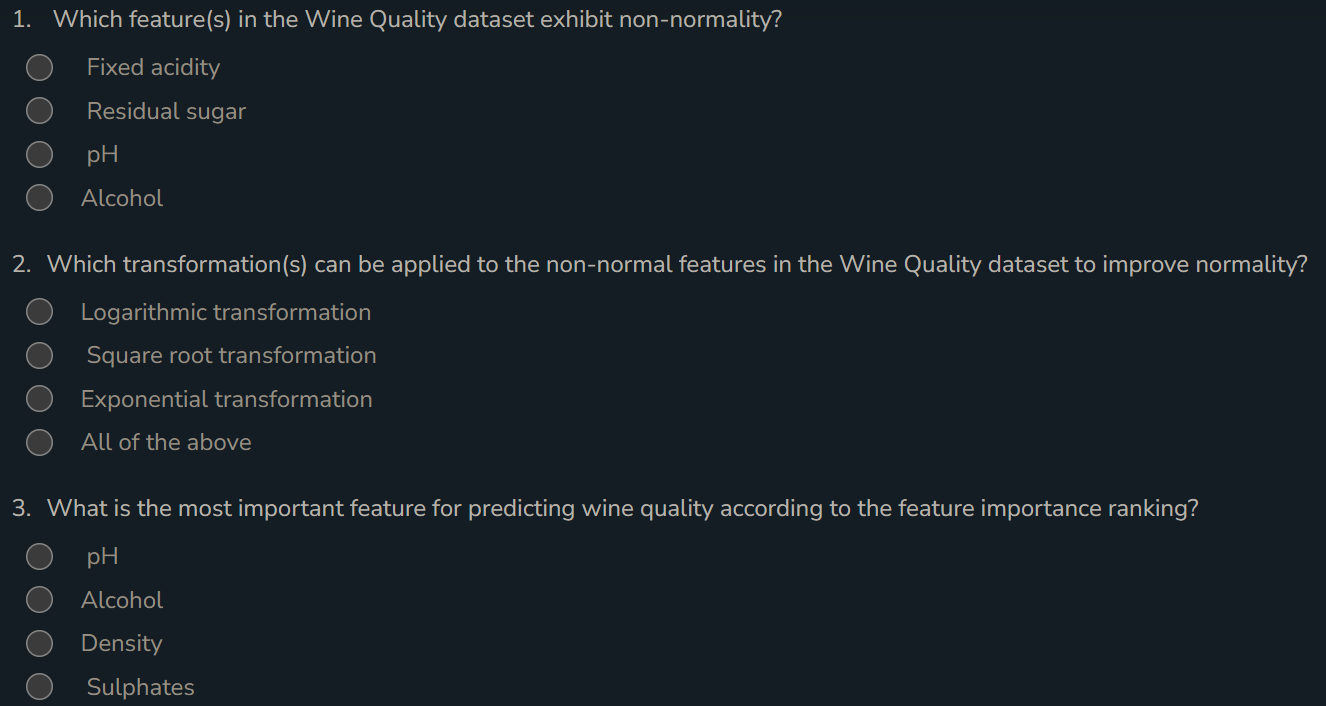 1. Which feature(s) in the Wine Quality dataset exhibit non-normality?
Fixed acidity
Residual sugar
pH
Alcohol
2. Which transformation(s) can be applied to the non-normal features in the Wine Quality dataset to improve normality?
Logarithmic transformation
Square root transformation
Exponential transformation
All of the above
3. What is the most important feature for predicting wine quality according to the feature importance ranking?
pH
Alcohol
Density
Sulphates